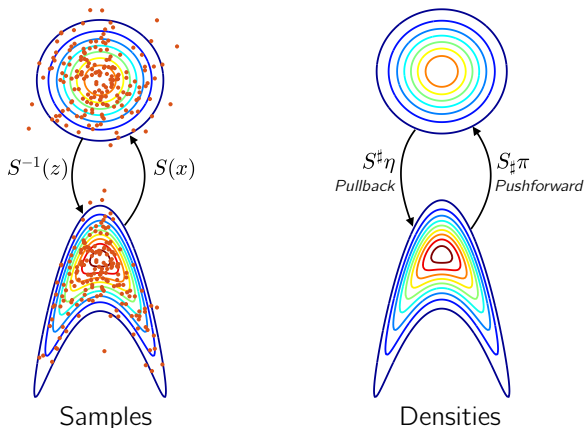 S⁻¹(z)
S(x)
Samples
S♯η
Pullback
S♯π
Pushforward
Densities